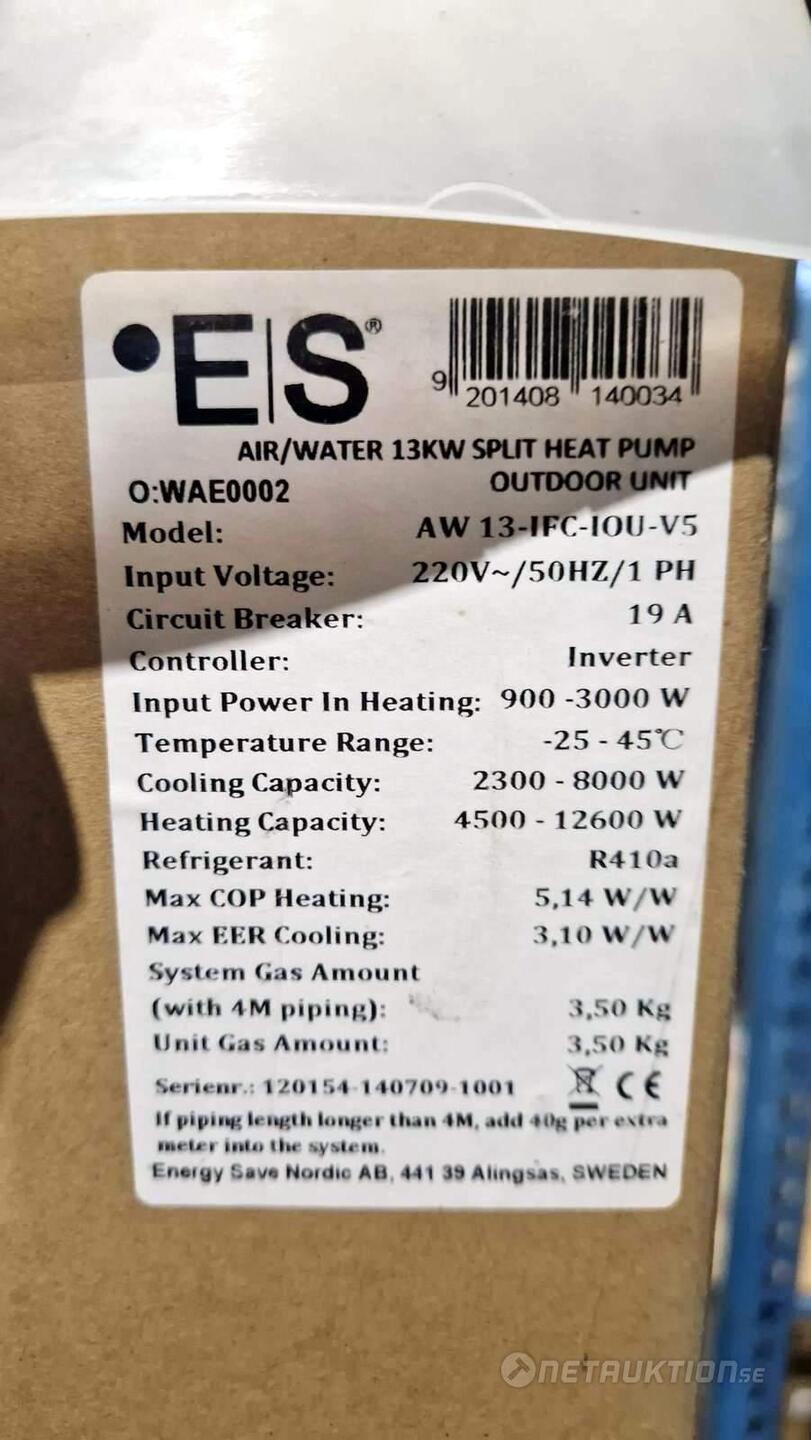 •E|S®
9 201408 140034
AIR/WATER 13KW SPLIT HEAT PUMP
OUTDOOR UNIT
O:WAE0002
Model: AW 13-IFC-IOU-V5
Input Voltage: 220V~/50HZ/1 PH
Circuit Breaker: 19 A
Controller: Inverter
Input Power In Heating: 900 -3000 W
Temperature Range: -25 - 45℃
Cooling Capacity: 2300 - 8000 W
Heating Capacity: 4500 - 12600 W
Refrigerant: R410a
Max COP Heating: 5,14 W/W
Max EER Cooling: 3,10 W/W
System Gas Amount
(with 4M piping): 3,50 Kg
Unit Gas Amount: 3,50 Kg
Serienr.: 120154-140709-1001 CE
If piping length longer than 4M, add 40g per extra
meter into the system.
Energy Save Nordic AB, 441 39 Alingsas, SWEDEN
NETAUKTION.SE